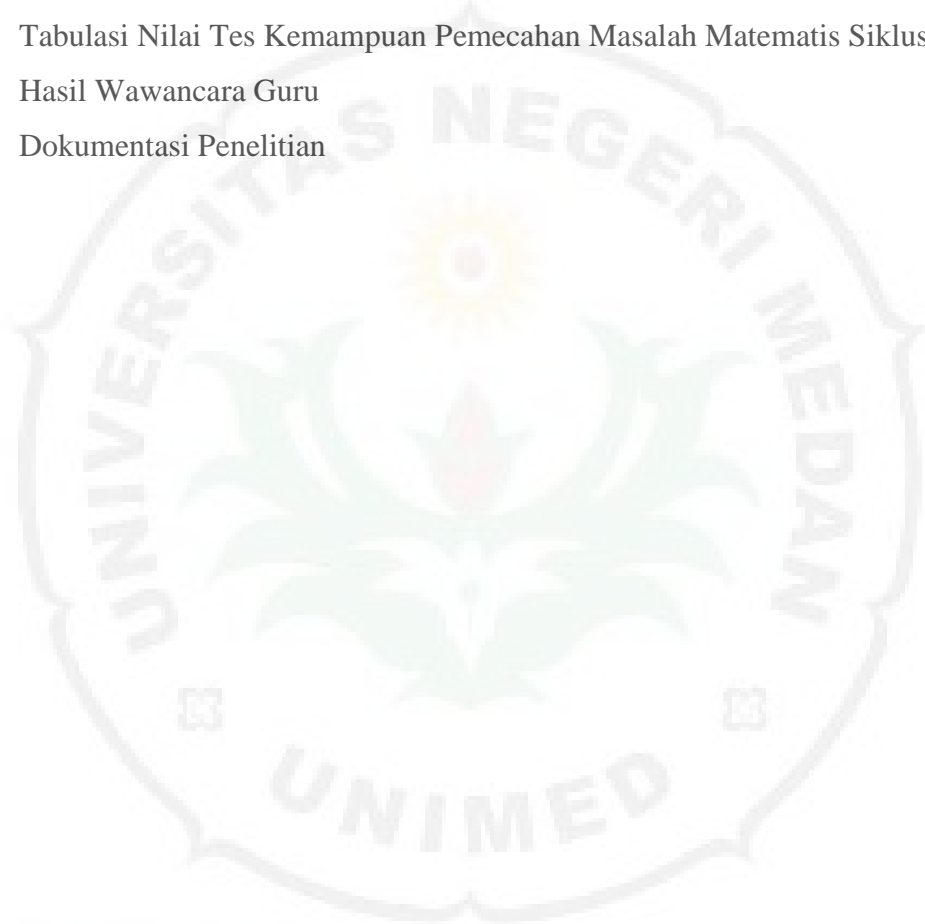 Tabulasi Nilai Tes Kemampuan Pemecahan Masalah Matematis Siklus
Hasil Wawancara Guru
Dokumentasi Penelitian
UNIVERSITAS NEGERI MEDAN
UNIMED